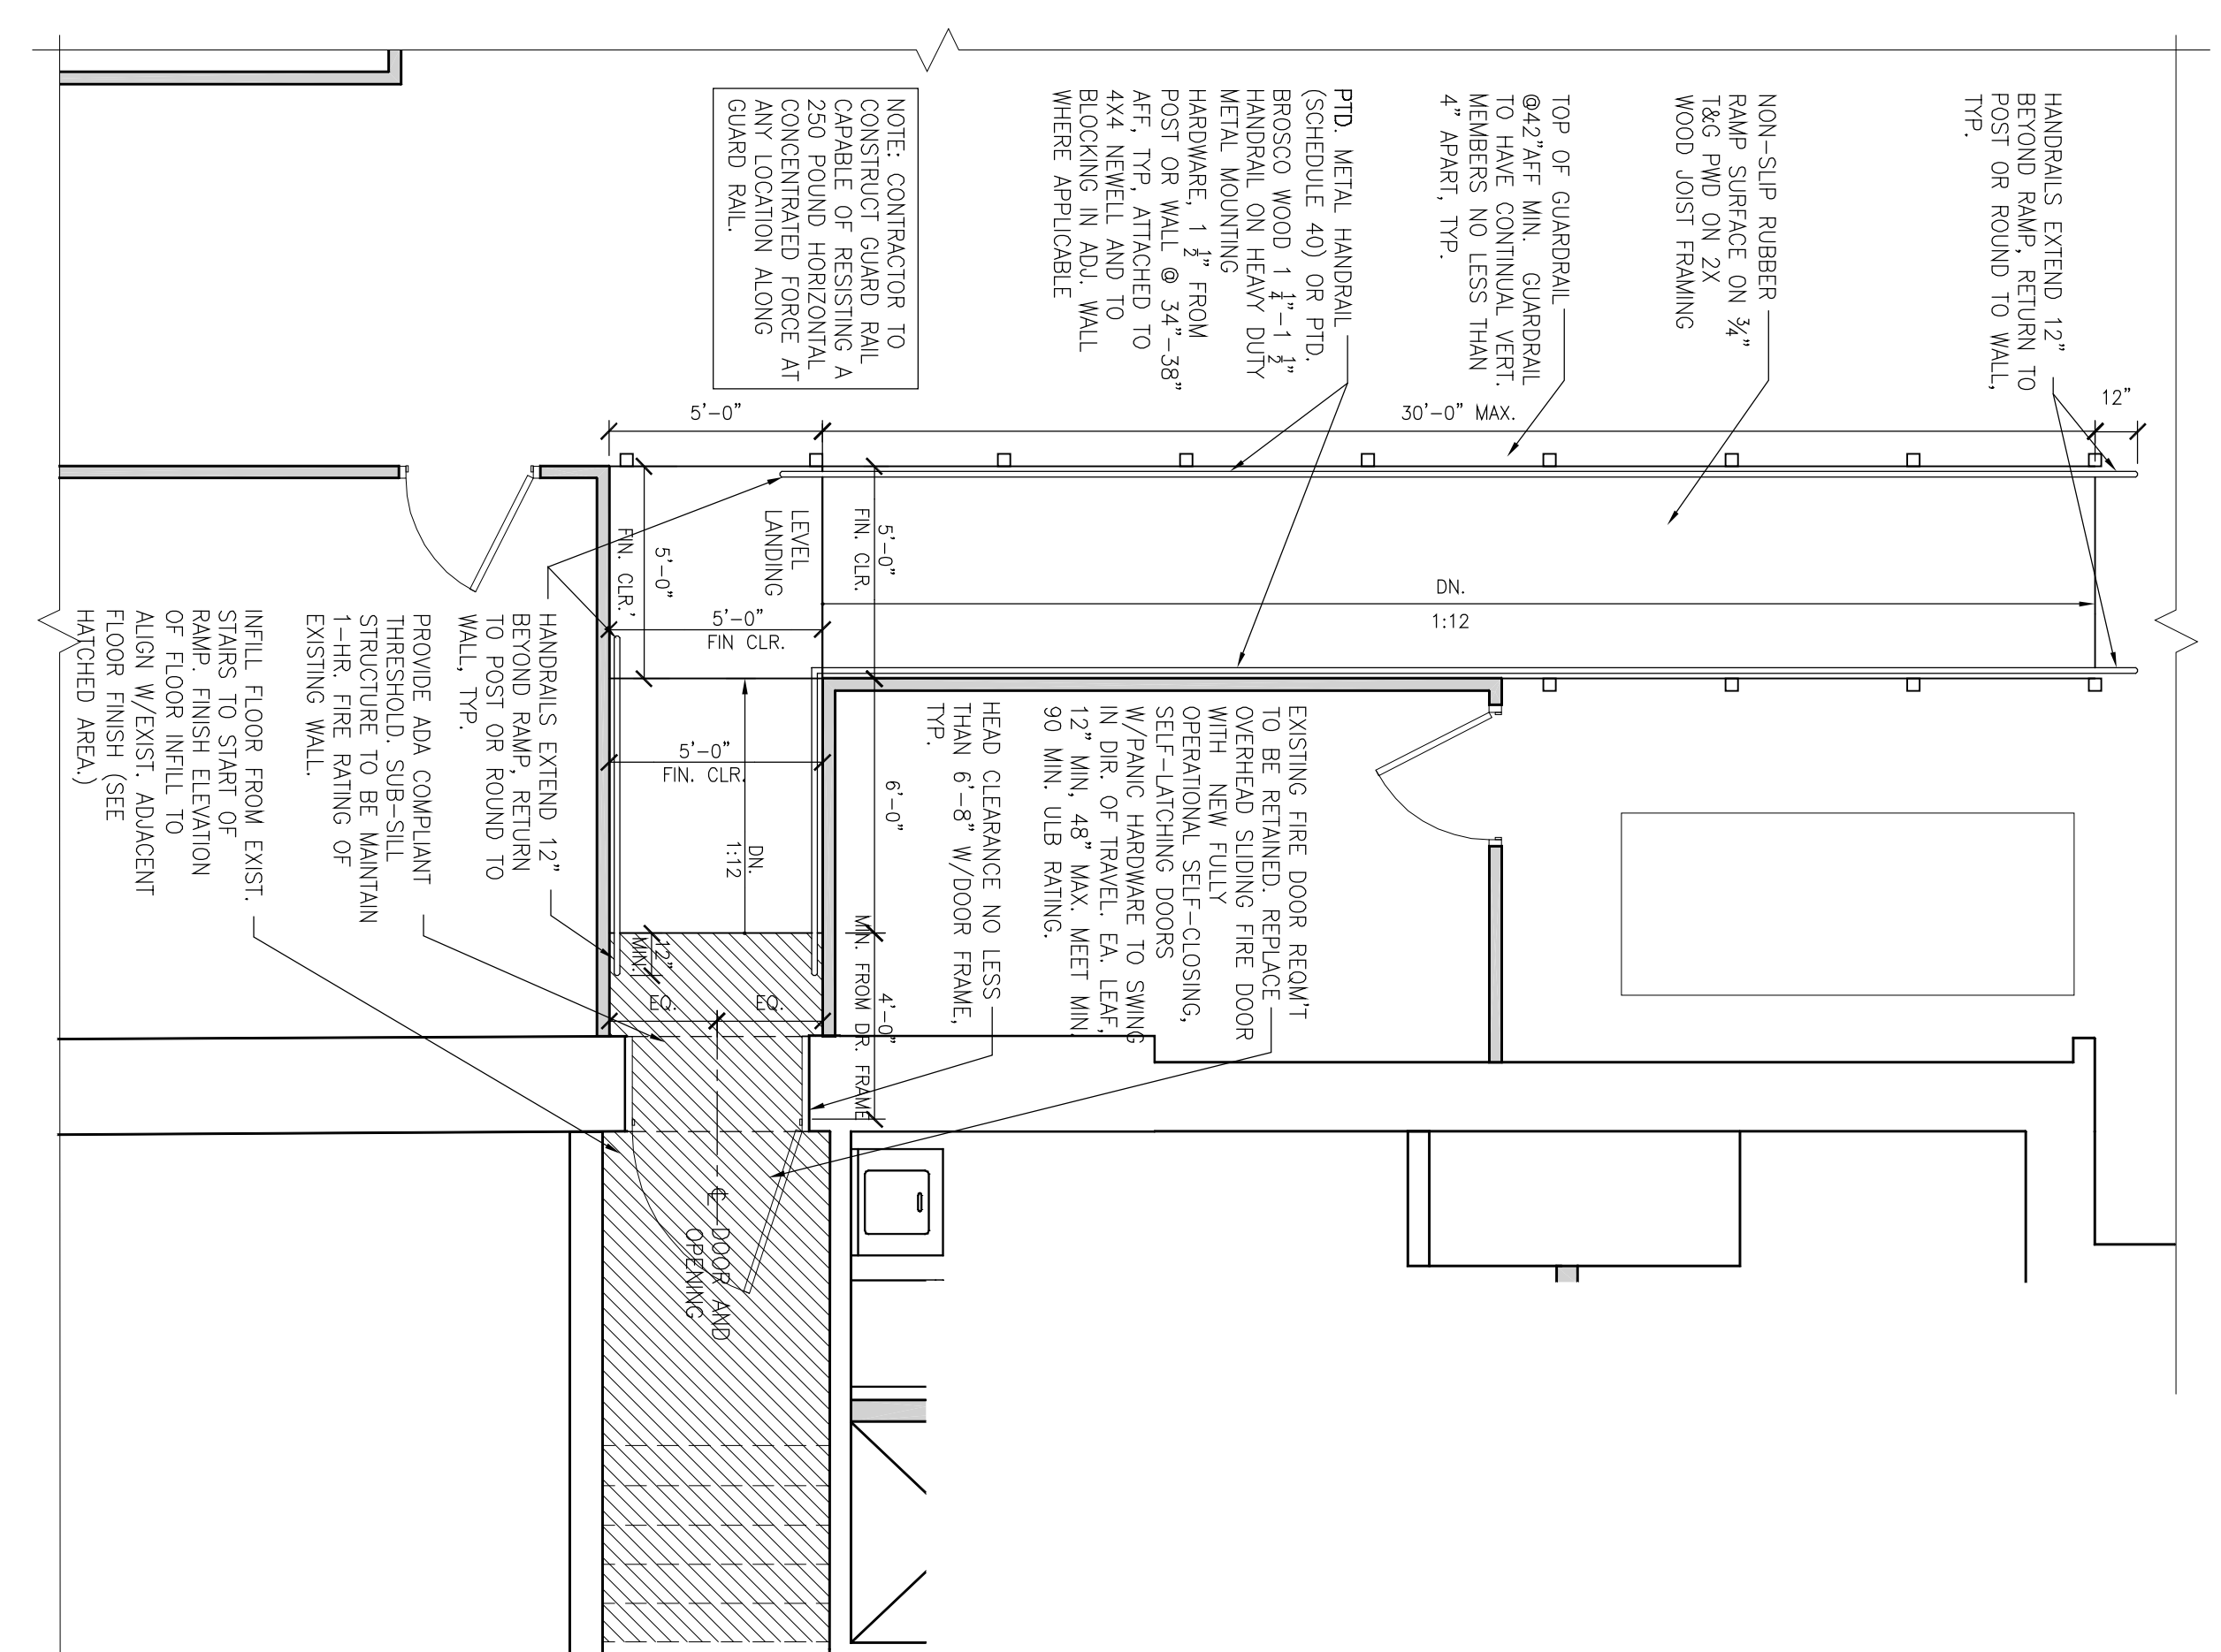 HANDRAILS EXTEND 12"
BEYOND RAMP, RETURN TO
POST OR ROUND TO WALL,
TYP.
NON-SLIP RUBBER
RAMP SURFACE ON ¾"
T&G PWD ON 2X
WOOD JOIST FRAMING
TOP OF GUARDRAIL
@42"AFF MIN. GUARDRAIL
TO HAVE CONTINUAL VERT.
MEMBERS NO LESS THAN
4" APART, TYP.
PTD. METAL HANDRAIL
(SCHEDULE 40) OR PTD.
BROSCO WOOD 1 ¼"-1 ½"
HANDRAIL ON HEAVY DUTY
METAL MOUNTING
HARDWARE, 1 ½" FROM
POST OR WALL @ 34"-38"
AFF, TYP, ATTACHED TO
4X4 NEWELL AND TO
BLOCKING IN ADJ. WALL
WHERE APPLICABLE
NOTE: CONTRACTOR TO
CONSTRUCT GUARD RAIL
CAPABLE OF RESISTING A
250 POUND HORIZONTAL
CONCENTRATED FORCE AT
ANY LOCATION ALONG
GUARD RAIL.
5'-0"
30'-0" MAX.
12"
5'-0"
FIN. CLR.
LEVEL
LANDING
5'-0"
FIN. CLR.'
5'-0"
FIN CLR.
DN.
1:12
5'-0"
FIN. CLR.
DN.
1:12
6'-0"
4'-0"
MIN. FROM DR. FRAME
12"
MIN.
EQ.
EQ.
EXISTING FIRE DOOR REQM'T
TO BE RETAINED. REPLACE
OVERHEAD SLIDING FIRE DOOR
WITH NEW FULLY
OPERATIONAL SELF-CLOSING,
SELF-LATCHING DOORS
W/PANIC HARDWARE TO SWING
IN DIR. OF TRAVEL. EA. LEAF,
12" MIN, 48" MAX. MEET MIN.
90 MIN. ULB RATING.
HEAD CLEARANCE NO LESS
THAN 6'-8" W/DOOR FRAME,
TYP.
HANDRAILS EXTEND 12"
BEYOND RAMP, RETURN
TO POST OR ROUND TO
WALL, TYP.
PROVIDE ADA COMPLIANT
THRESHOLD. SUB-SILL
STRUCTURE TO BE MAINTAIN
1-HR. FIRE RATING OF
EXISTING WALL.
INFILL FLOOR FROM EXIST.
STAIRS TO START OF
RAMP. FINISH ELEVATION
OF FLOOR INFILL TO
ALIGN W/EXIST. ADJACENT
FLOOR FINISH (SEE
HATCHED AREA.)
℄ DOOR AND
OPENING